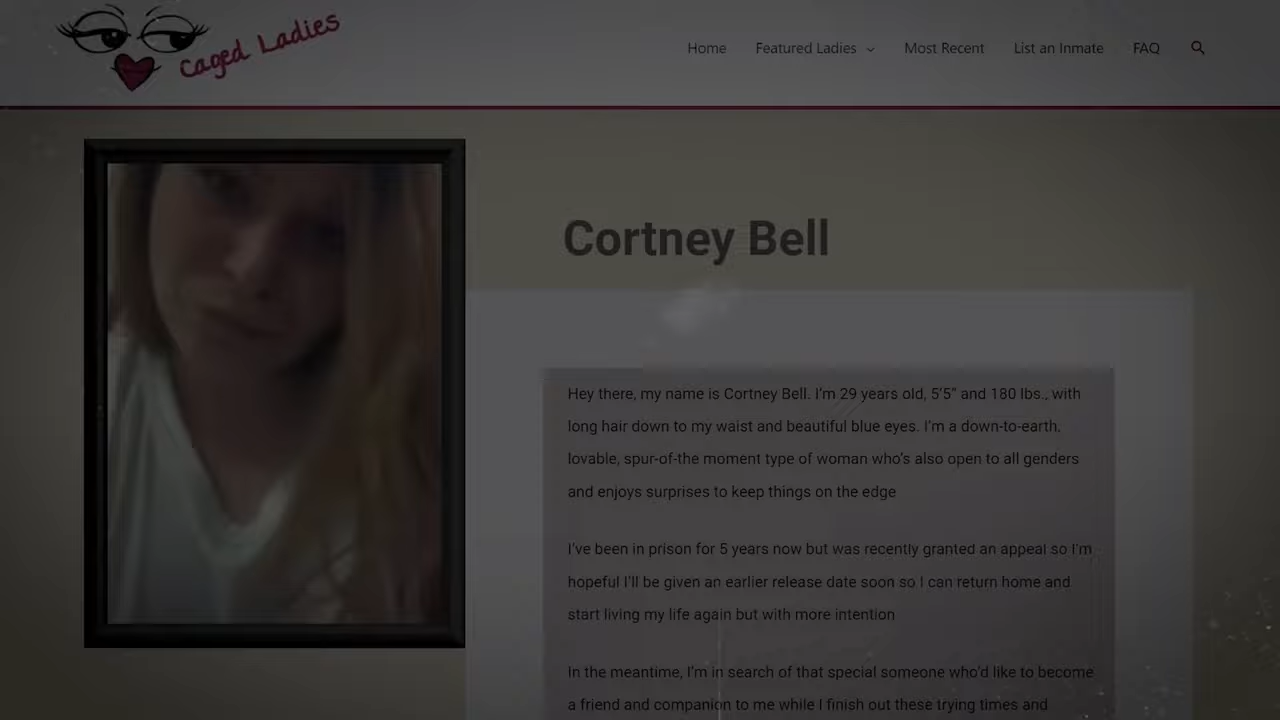 Caged Ladies
Home Featured Ladies Most Recent List an Inmate FAQ
Cortney Bell
Hey there, my name is Cortney Bell. I'm 29 years old, 5'5" and 180 lbs., with
long hair down to my waist and beautiful blue eyes. I'm a down-to-earth,
lovable, spur-of-the moment type of woman who's also open to all genders
and enjoys surprises to keep things on the edge
I've been in prison for 5 years now but was recently granted an appeal so I'm
hopeful I'll be given an earlier release date soon so I can return home and
start living my life again but with more intention
In the meantime, I'm in search of that special someone who'd like to become
a friend and companion to me while I finish out these trying times and